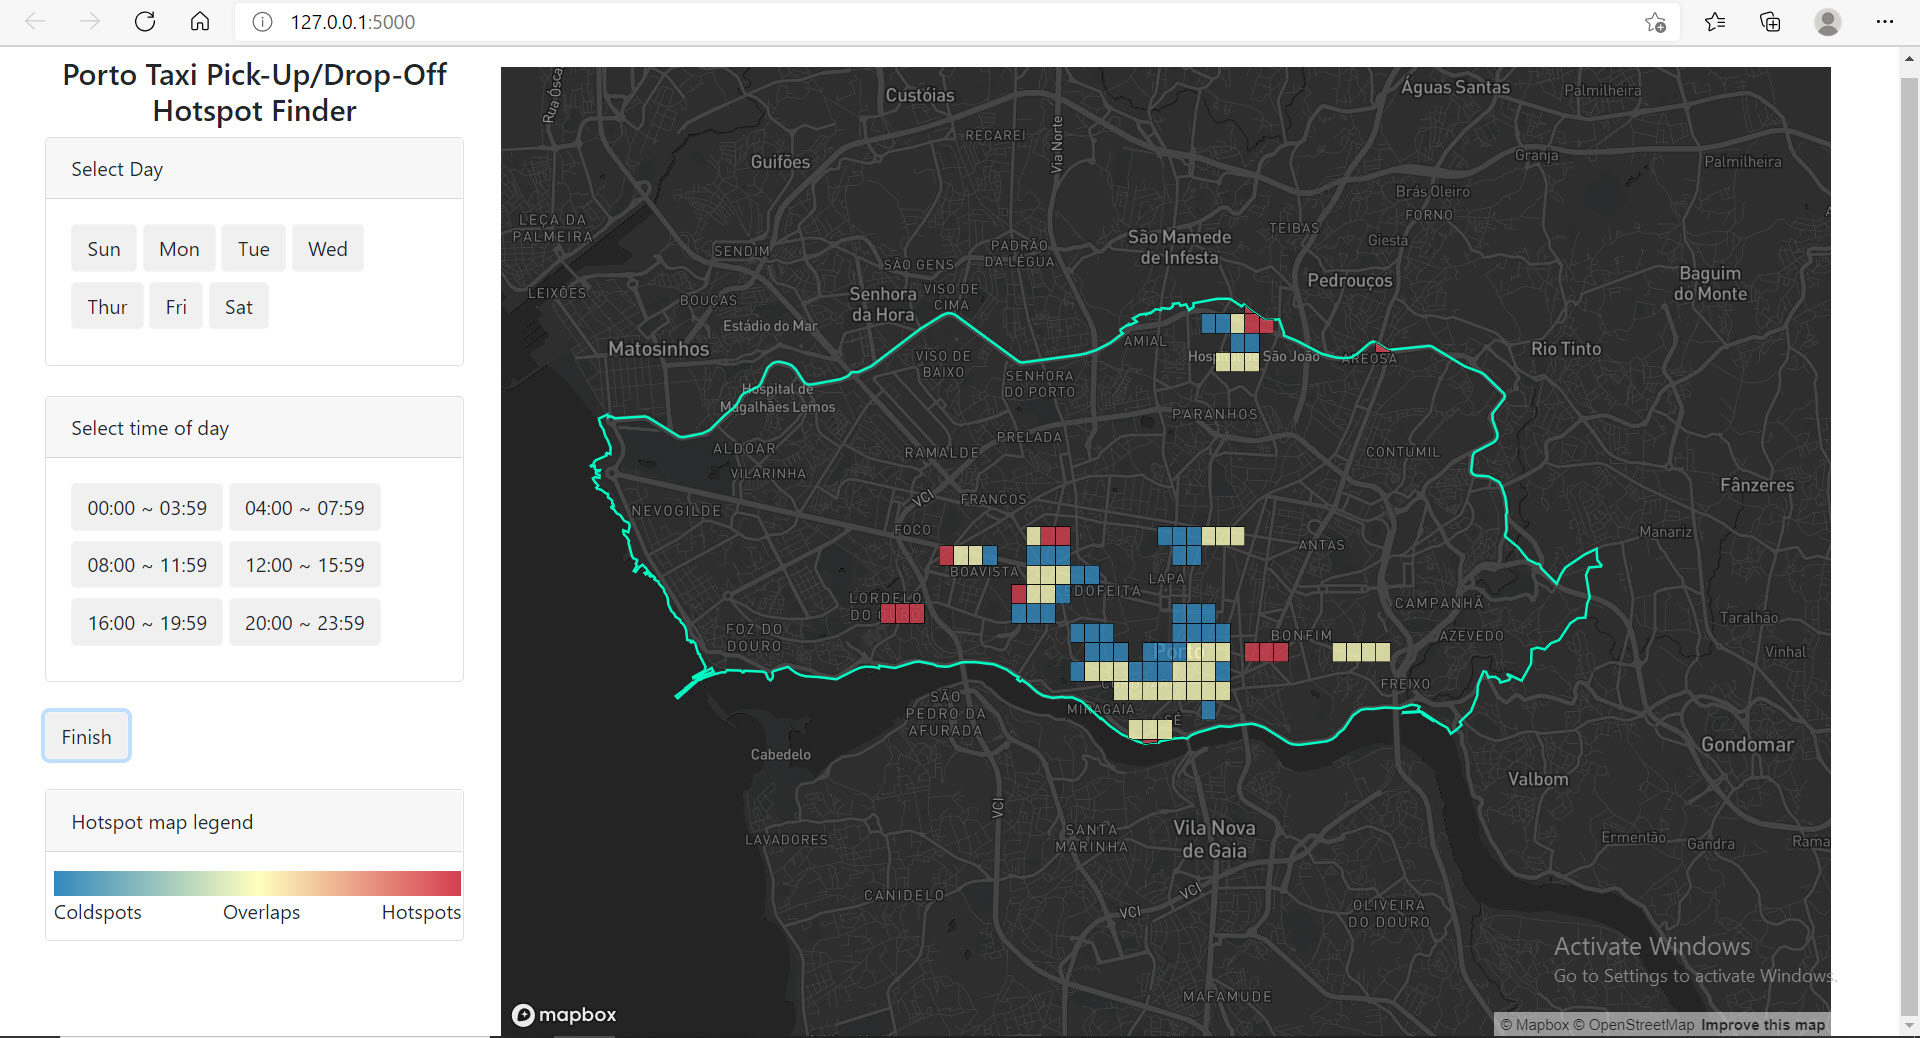 127.0.0.1:5000
Porto Taxi Pick-Up/Drop-Off
Hotspot Finder
Select Day
Sun Mon Tue Wed
Thur Fri Sat
Select time of day
00:00 ~ 03:59 04:00 ~ 07:59
08:00 ~ 11:59 12:00 ~ 15:59
16:00 ~ 19:59 20:00 ~ 23:59
Finish
Hotspot map legend
Coldspots Overlaps Hotspots
Rua Ósca
Custóias
Águas Santas
Palmilheira
RECAREI
Via Norte
Guifões
Granja
Palmilheira
Brás Oleiro
FORNO
LEÇA DA
PALMEIRA
TEIBAS
São Mamede
de Infesta
Giesta
SENDIM
PADRÃO
DA LÉGUA
SÃO GENS
Pedrouços
Baguim
do Monte
LEIXÕES
BOUÇAS
Senhora
da Hora
VISO DE
CIMA
Estádio do Mar
AMIAL
Matosinhos
VISO DE
BAIXO
Hospital de São João
AREOSA
Rio Tinto
SENHORA
DO PORTO
Hospital de
Magalhães Lemos
PARANHOS
PRELADA
ALDOAR
RAMALDE
CONTUMIL
VILARINHA
VCI
FRANCOS
Fânzeres
NEVOGILDE
FOCO
ANTAS
Manariz
BOAVISTA
LAPA
DOFEITA
LORDELO
DO
CAMPANHÃ
Taralhão
FOZ DO
DOURO
BONFIM
AZEVEDO
Porto
Vinhal
FREIXO
SÃO
PEDRO DA
AFURADA
MIRAGAIA
SÉ
Cabedelo
Gondomar
Valbom
VCI
LAVADORES
SANTA
MARINHA
Vila Nova
de Gaia
Ermentão
Gandra
Rama
CANIDELO
VCI
VCI
OLIVEIRA
DO DOURO
Activate Windows
Go to Settings to activate Windows.
MAFAMUDE
mapbox
© Mapbox © OpenStreetMap Improve this map